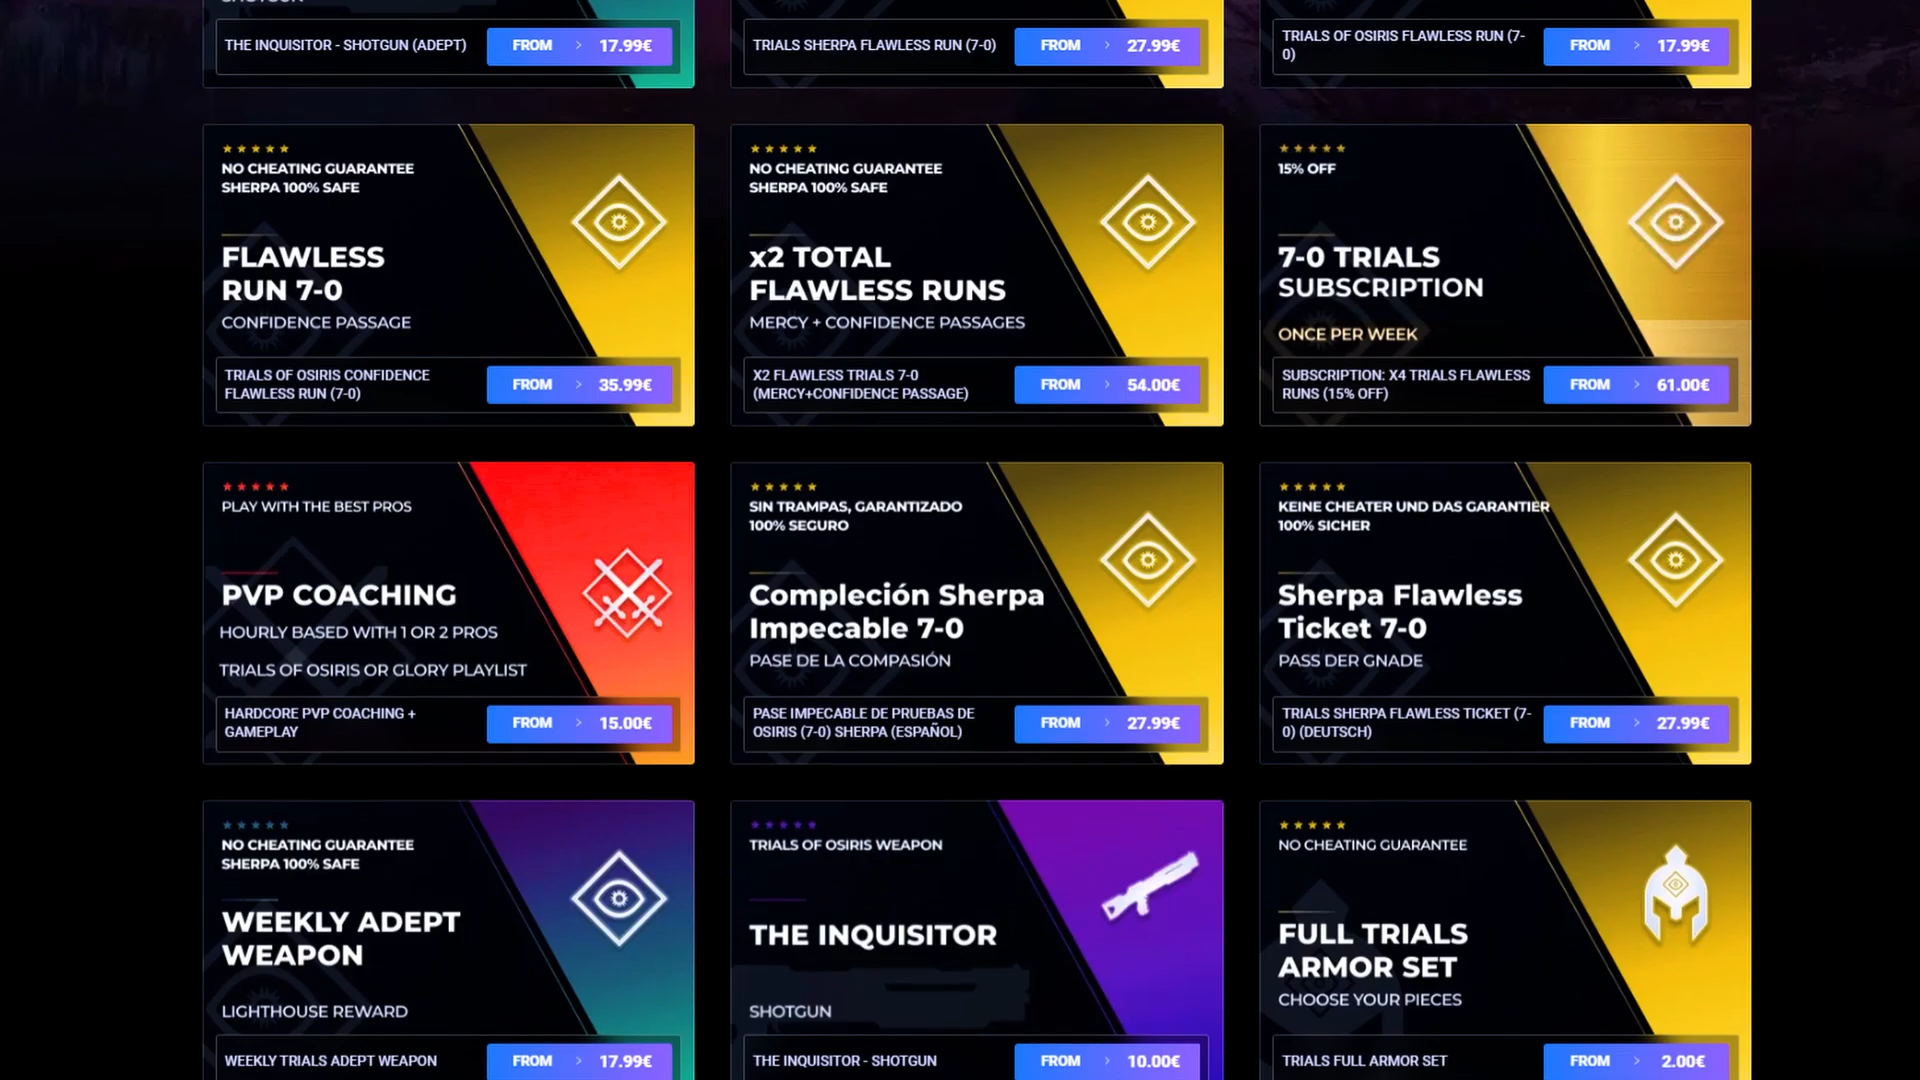 THE INQUISITOR - SHOTGUN (ADEPT)
FROM > 17.99€
TRIALS SHERPA FLAWLESS RUN (7-0)
FROM > 27.99€
TRIALS OF OSIRIS FLAWLESS RUN (7-
0)
FROM > 17.99€
NO CHEATING GUARANTEE
SHERPA 100% SAFE
FLAWLESS
RUN 7-0
CONFIDENCE PASSAGE
TRIALS OF OSIRIS CONFIDENCE
FLAWLESS RUN (7-0)
FROM > 35.99€
NO CHEATING GUARANTEE
SHERPA 100% SAFE
x2 TOTAL
FLAWLESS RUNS
MERCY + CONFIDENCE PASSAGES
X2 FLAWLESS TRIALS 7-0
(MERCY+CONFIDENCE PASSAGE)
FROM > 54.00€
15% OFF
7-0 TRIALS
SUBSCRIPTION
ONCE PER WEEK
SUBSCRIPTION: X4 TRIALS FLAWLESS
RUNS (15% OFF)
FROM > 61.00€
PLAY WITH THE BEST PROS
PVP COACHING
HOURLY BASED WITH 1 OR 2 PROS
TRIALS OF OSIRIS OR GLORY PLAYLIST
HARDCORE PVP COACHING +
GAMEPLAY
FROM > 15.00€
SIN TRAMPAS, GARANTIZADO
100% SEGURO
Compleción Sherpa
Impecable 7-0
PASE DE LA COMPASIÓN
PASE IMPECABLE DE PRUEBAS DE
OSIRIS (7-0) SHERPA (ESPAÑOL)
FROM > 27.99€
KEINE CHEATER UND DAS GARANTIER
100% SICHER
Sherpa Flawless
Ticket 7-0
PASS DER GNADE
TRIALS SHERPA FLAWLESS TICKET (7-
0) (DEUTSCH)
FROM > 27.99€
NO CHEATING GUARANTEE
SHERPA 100% SAFE
WEEKLY ADEPT
WEAPON
LIGHTHOUSE REWARD
WEEKLY TRIALS ADEPT WEAPON
FROM > 17.99€
TRIALS OF OSIRIS WEAPON
THE INQUISITOR
SHOTGUN
THE INQUISITOR - SHOTGUN
FROM > 10.00€
NO CHEATING GUARANTEE
FULL TRIALS
ARMOR SET
CHOOSE YOUR PIECES
TRIALS FULL ARMOR SET
FROM > 2.00€